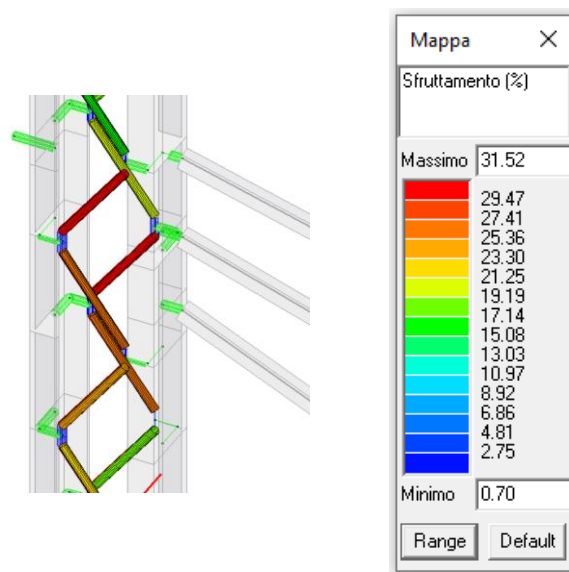 Mappa
Sfruttamento (%)
Massimo 31.52
29.47
27.41
25.36
23.30
21.25
19.19
17.14
15.08
13.03
10.97
8.92
6.86
4.81
2.75
Minimo 0.70
Range Default